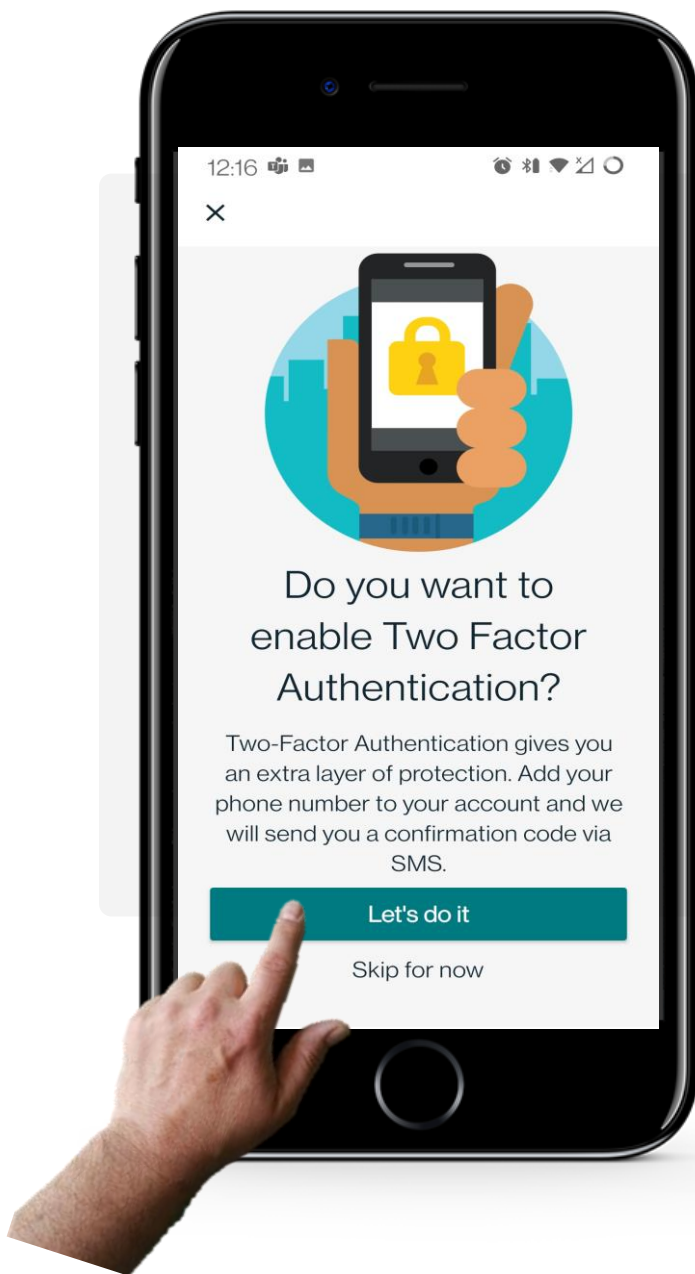 12:16
Do you want to
enable Two Factor
Authentication?
Two-Factor Authentication gives you
an extra layer of protection. Add your
phone number to your account and we
will send you a confirmation code via
SMS.
Let's do it
Skip for now